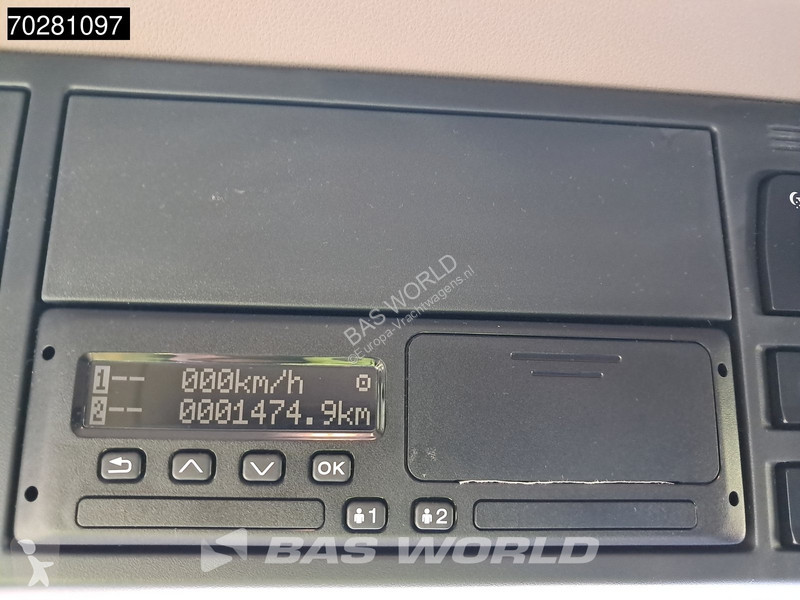 70281097
BAS WORLD
©Europa-Vrachtwagens.nl
1-- 000km/h
2-- 0001474.9km
OK
1
2
BAS WORLD